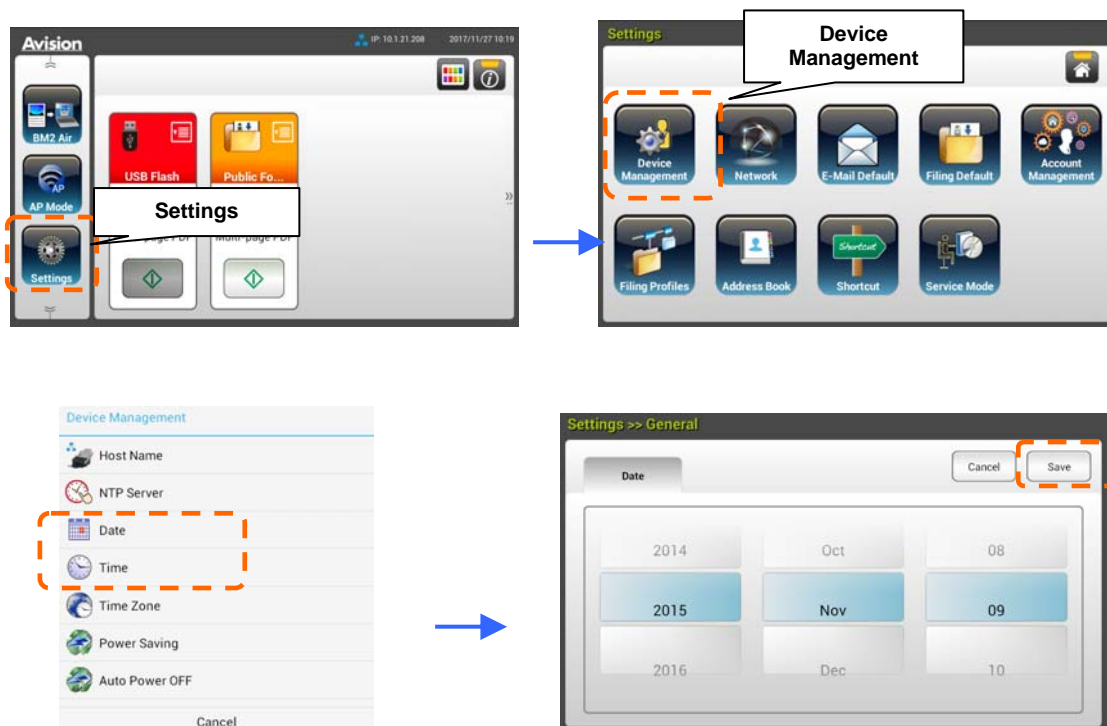 Avision
IP: 10.1.21.208 2017/11/27 10:19
BM2 Air
AP
AP Mode
Settings
USB Flash
Public Fo...
Settings
Multi-page PDF
Settings
Device
Management
Device
Management
Network
E-Mail Default
Filing Default
Account
Management
Filing Profiles
Address Book
Shortcut
Shortcut
Service Mode
Device Management
Host Name
NTP Server
Date
Time
Time Zone
Power Saving
Auto Power OFF
Cancel
Settings >> General
Date
Cancel
Save
2014 Oct 08
2015 Nov 09
2016 Dec 10